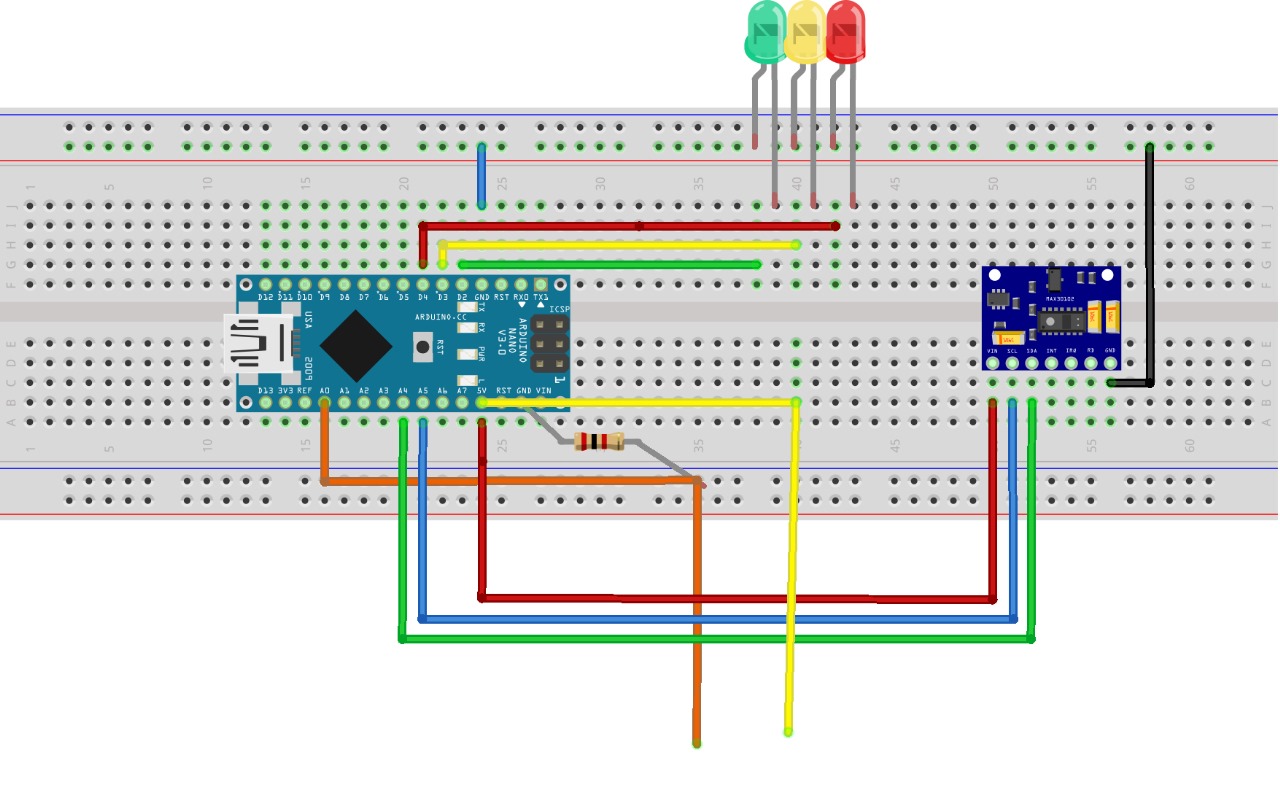 1 5 10 15 20 25 30 35 40 45 50 55 60
J J
I I
H H
G G
F F
D12 D11 D10 D9 D8 D7 D6 D5 D4 D3 D2 GND RST RX0 TX1
ARDUINO.CC
TX
RX
PWR
L
RST
ARDUINO
NANO
V3.0
ICSP
1
USA
2009
D13 3V3 REF A0 A1 A2 A3 A4 A5 A6 A7 5V RST GND VIN
MAX30102
VIN SCL SDA INT IRD RD GND
E E
D D
C C
B B
A A
1 5 10 15 25 35 45 50 55 60